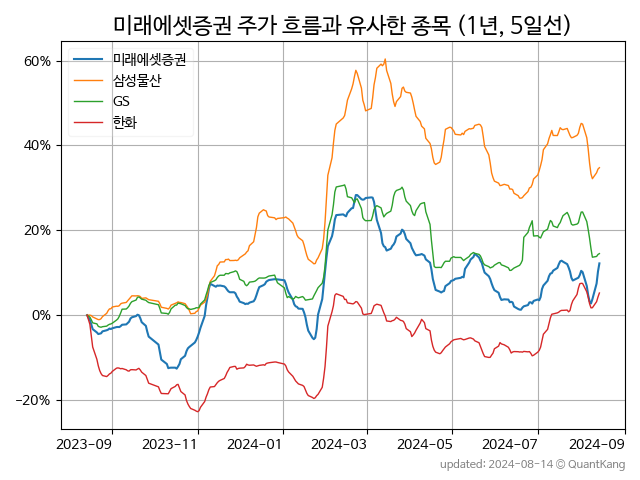 미래에셋증권 주가 흐름과 유사한 종목 (1년, 5일선)
미래에셋증권
삼성물산
GS
한화
60%
40%
20%
0%
−20%
2023-09 2023-11 2024-01 2024-03 2024-05 2024-07 2024-09
updated: 2024-08-14 @ QuantKang